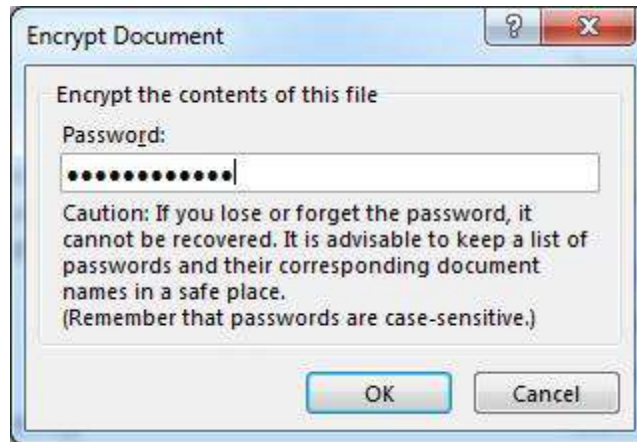 Encrypt Document
?
Encrypt the contents of this file
Password:
••••••••••••
Caution: If you lose or forget the password, it
cannot be recovered. It is advisable to keep a list of
passwords and their corresponding document
names in a safe place.
(Remember that passwords are case-sensitive.)
OK Cancel